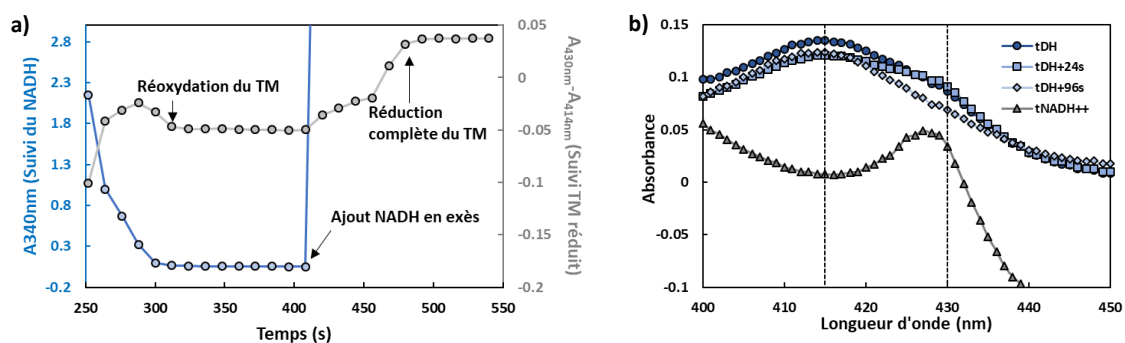 a)
A340nm (Suivi du NADH)
2.8
2.3
1.8
1.3
0.8
0.3
-0.2
Réoxydation du TM
Réduction
complète du TM
Ajout NADH en exès
0.05
0
-0.05
-0.1
-0.15
-0.2
A430nm-A14nm (Suivi TM réduit)
250 300 350 400 450 500 550
Temps (s)
b)
Absorbance
0.15
0.1
0.05
0
-0.05
-0.1
tDH
tDH+24s
tDH+96s
tNADH++
400 410 420 430 440 450
Longueur d'onde (nm)